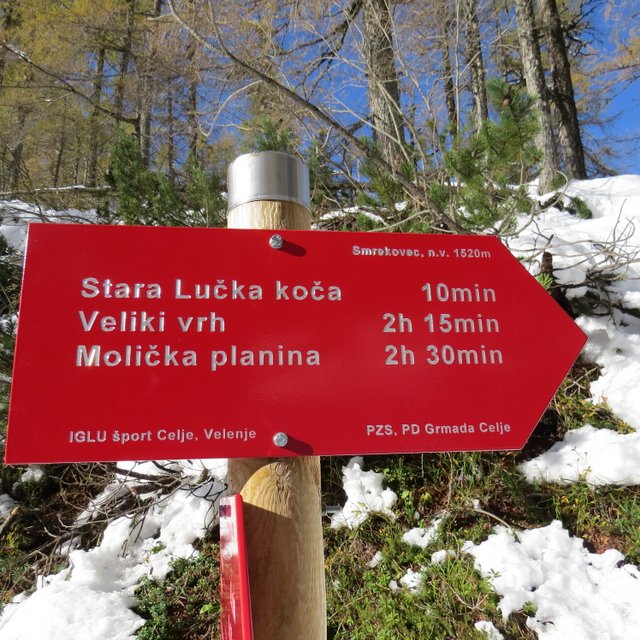 Smrekovec, n.v. 1520m
Stara Lučka koča 10min
Veliki vrh 2h 15min
Molička planina 2h 30min
IGLU šport Celje, Velenje PZS, PD Grmada Celje